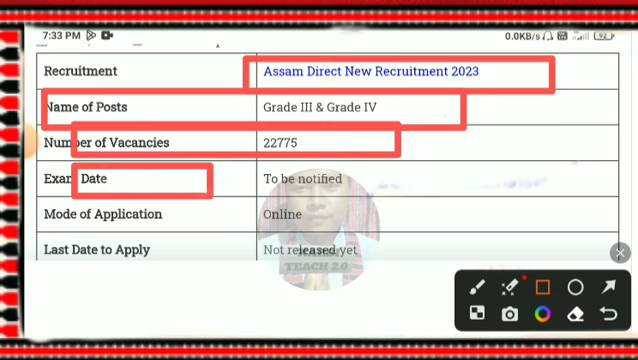 7:33 PM
0.0KB/s
92
Recruitment
Assam Direct New Recruitment 2023
Name of Posts
Grade III & Grade IV
Number of Vacancies
22775
Exam Date
To be notified
Mode of Application
Online
Last Date to Apply
Not released yet
TEACH 2.0